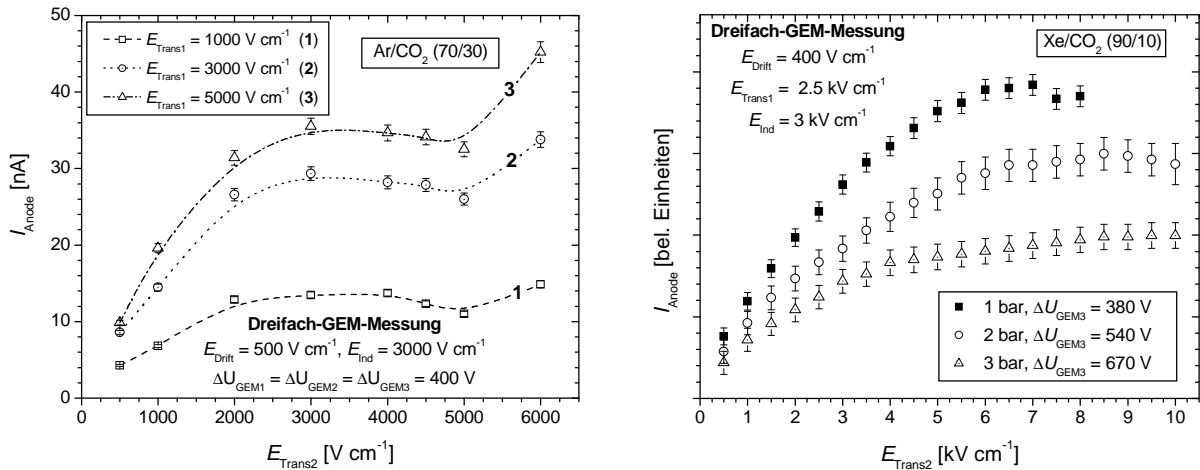 50
40
30
20
10
0
I_Anode [nA]
E_Trans1 = 1000 V cm⁻¹ (1)
E_Trans1 = 3000 V cm⁻¹ (2)
E_Trans1 = 5000 V cm⁻¹ (3)
Ar/CO₂ (70/30)
3
2
1
Dreifach-GEM-Messung
E_Drift = 500 V cm⁻¹, E_Ind = 3000 V cm⁻¹
ΔU_GEM1 = ΔU_GEM2 = ΔU_GEM3 = 400 V
0 1000 2000 3000 4000 5000 6000
E_Trans2 [V cm⁻¹]
I_Anode [bel. Einheiten]
Dreifach-GEM-Messung
E_Drift = 400 V cm⁻¹
E_Trans1 = 2.5 kV cm⁻¹
E_Ind = 3 kV cm⁻¹
Xe/CO₂ (90/10)
1 bar, ΔU_GEM3 = 380 V
2 bar, ΔU_GEM3 = 540 V
3 bar, ΔU_GEM3 = 670 V
0 1 2 3 4 5 6 7 8 9 10
E_Trans2 [kV cm⁻¹]